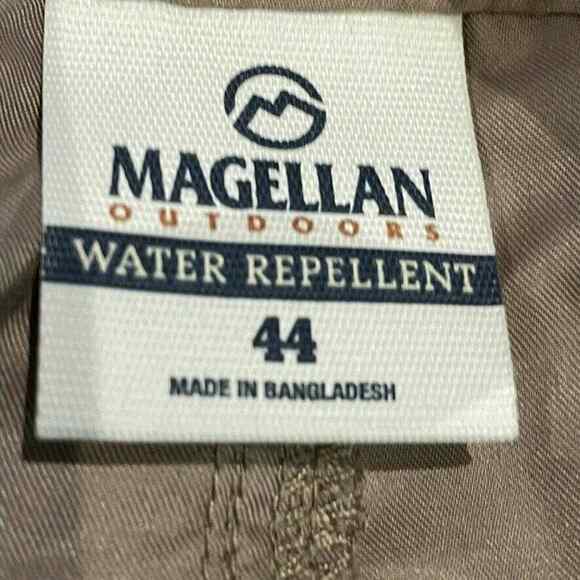 MAGELLAN
OUTDOORS
WATER REPELLENT
44
MADE IN BANGLADESH